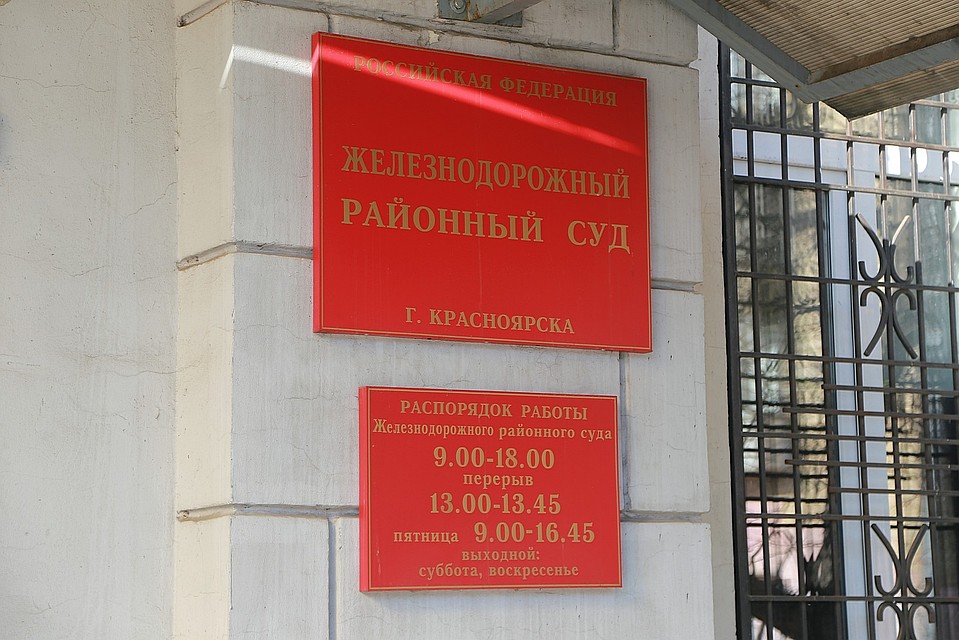 РОССИЙСКАЯ ФЕДЕРАЦИЯ
ЖЕЛЕЗНОДОРОЖНЫЙ
РАЙОННЫЙ СУД
Г. КРАСНОЯРСКА
РАСПОРЯДОК РАБОТЫ
Железнодорожного районного суда
9.00-18.00
перерыв
13.00-13.45
пятница 9.00-16.45
выходной:
суббота, воскресенье